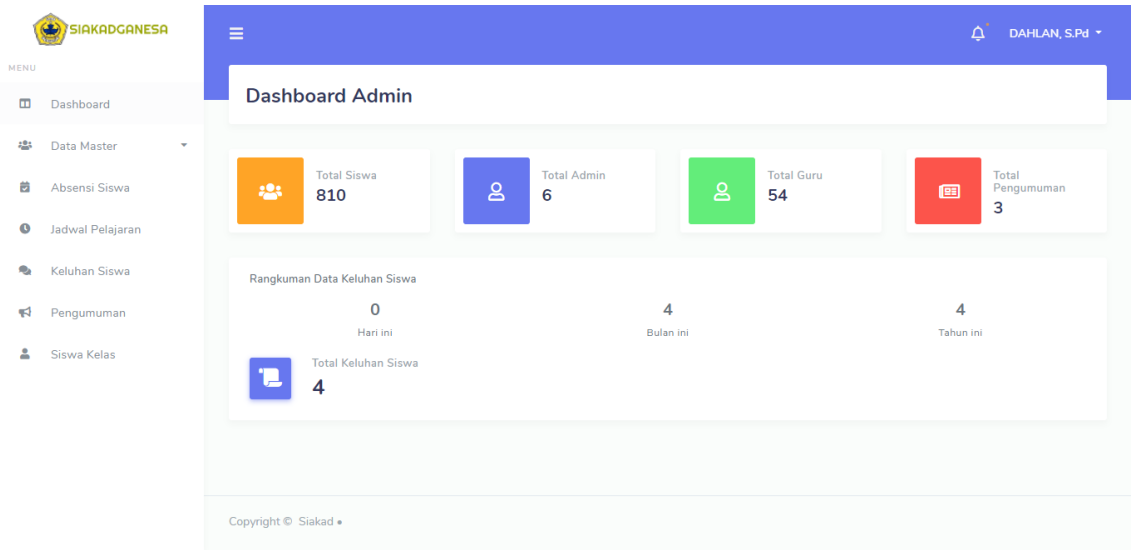 SIAKADGANESA
DAHLAN, S.Pd
MENU
Dashboard
Data Master
Absensi Siswa
Jadwal Pelajaran
Keluhan Siswa
Pengumuman
Siswa Kelas
Dashboard Admin
Total Siswa
810
Total Admin
6
Total Guru
54
Total
Pengumuman
3
Rangkuman Data Keluhan Siswa
0
Hari ini
4
Bulan ini
4
Tahun ini
Total Keluhan Siswa
4
Copyright © Siakad •